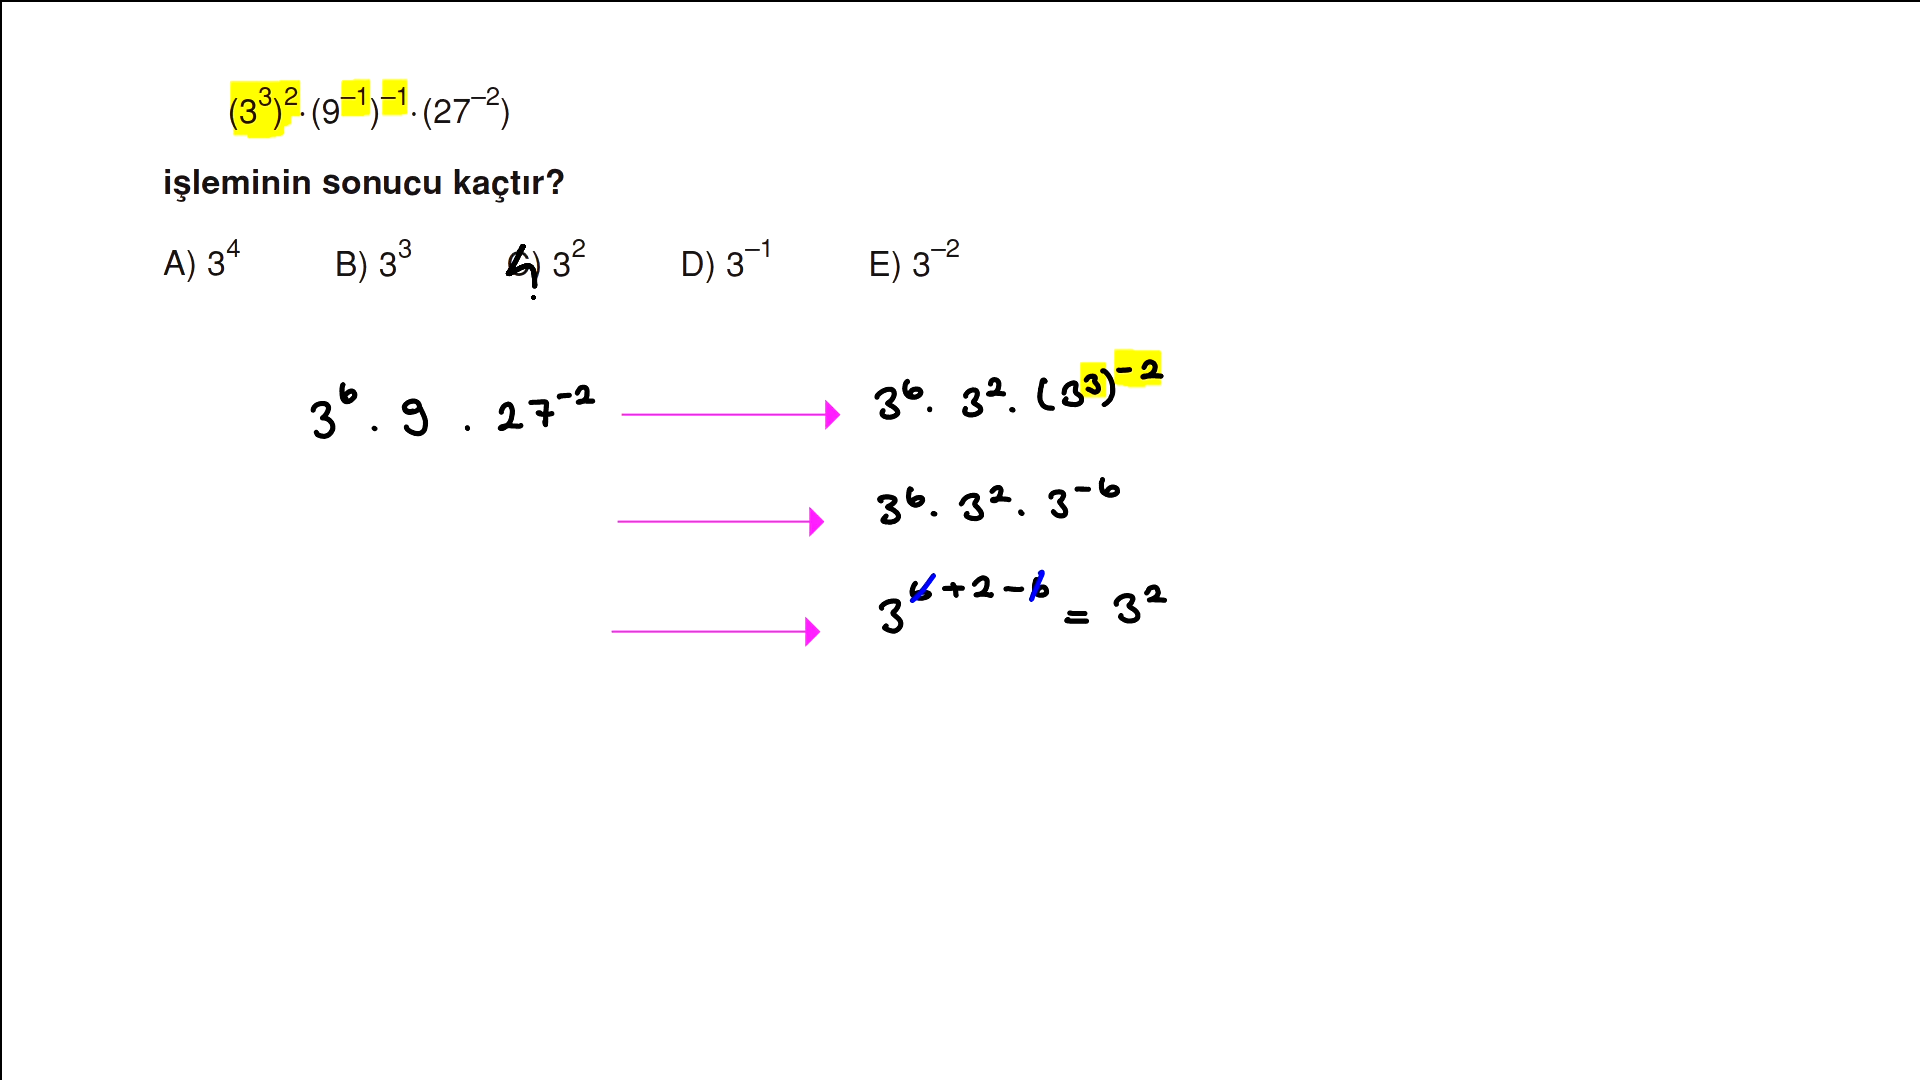 (3³)² · (9⁻¹)⁻¹ · (27⁻²)
işleminin sonucu kaçtır?
A) 3⁴ B) 3³ C) 3² D) 3⁻¹ E) 3⁻²
3⁶ . 9 . 27⁻² 3⁶ . 3² . (3³)⁻²
3⁶ . 3² . 3⁻⁶
3⁶⁺²⁻⁶ = 3²